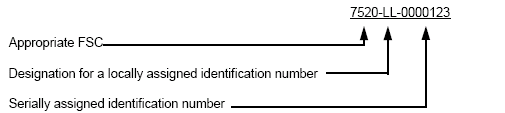 7520-LL-0000123
Appropriate FSC
Designation for a locally assigned identification number
Serially assigned identification number